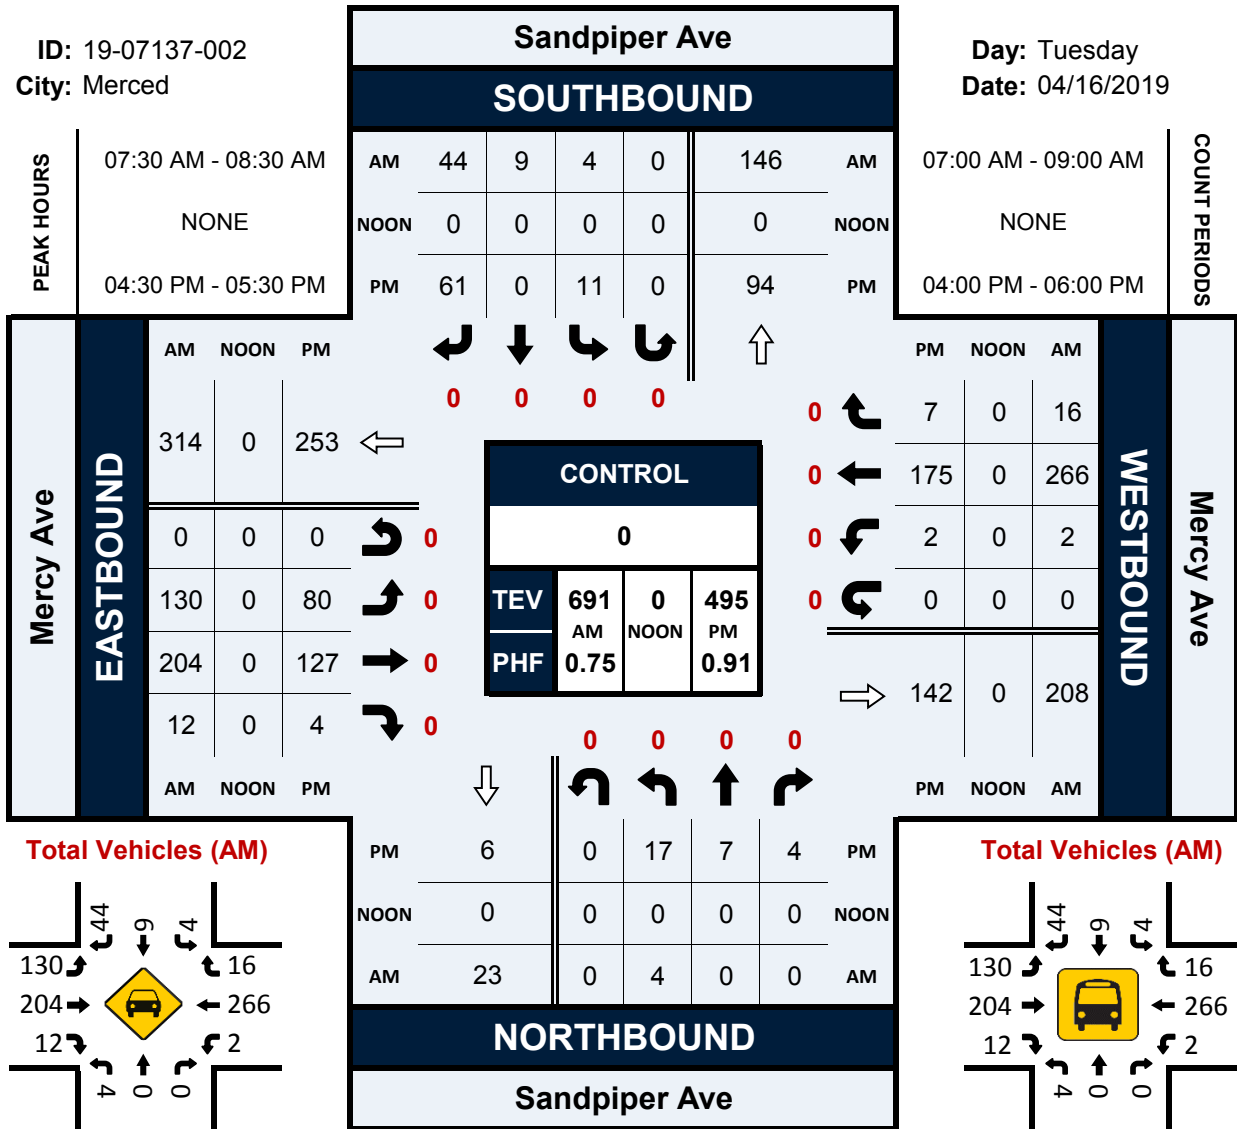 Sandpiper Ave
ID: 19-07137-002
Day: Tuesday
City: Merced
SOUTHBOUND
Date: 04/16/2019
PEAK HOURS
07:30 AM - 08:30 AM
AM 44 9 4 0 146 AM
07:00 AM - 09:00 AM
COUNT PERIODS
NONE
NOON 0 0 0 0 0 NOON
NONE
04:30 PM - 05:30 PM
PM 61 0 11 0 94 PM
04:00 PM - 06:00 PM
Mercy Ave
EASTBOUND
AM NOON PM
PM NOON AM
0 0 0 0
0 7 0 16
314 0 253
CONTROL
0 175 0 266
WESTBOUND
Mercy Ave
0 0 0 0
0
0 2 0 2
130 0 80 0
TEV 691 0 495
0 0 0 0
AM NOON PM
204 0 127 0
PHF 0.75 0.91
142 0 208
12 0 4 0
0 0 0 0
AM NOON PM
PM NOON AM
Total Vehicles (AM)
PM 6 0 17 7 4 PM
Total Vehicles (AM)
NOON 0 0 0 0 0 NOON
AM 23 0 4 0 0 AM
44 9 4
130 16
204 266
12 2
4 0 0
44 9 4
130 16
204 266
12 2
4 0 0
NORTHBOUND
Sandpiper Ave